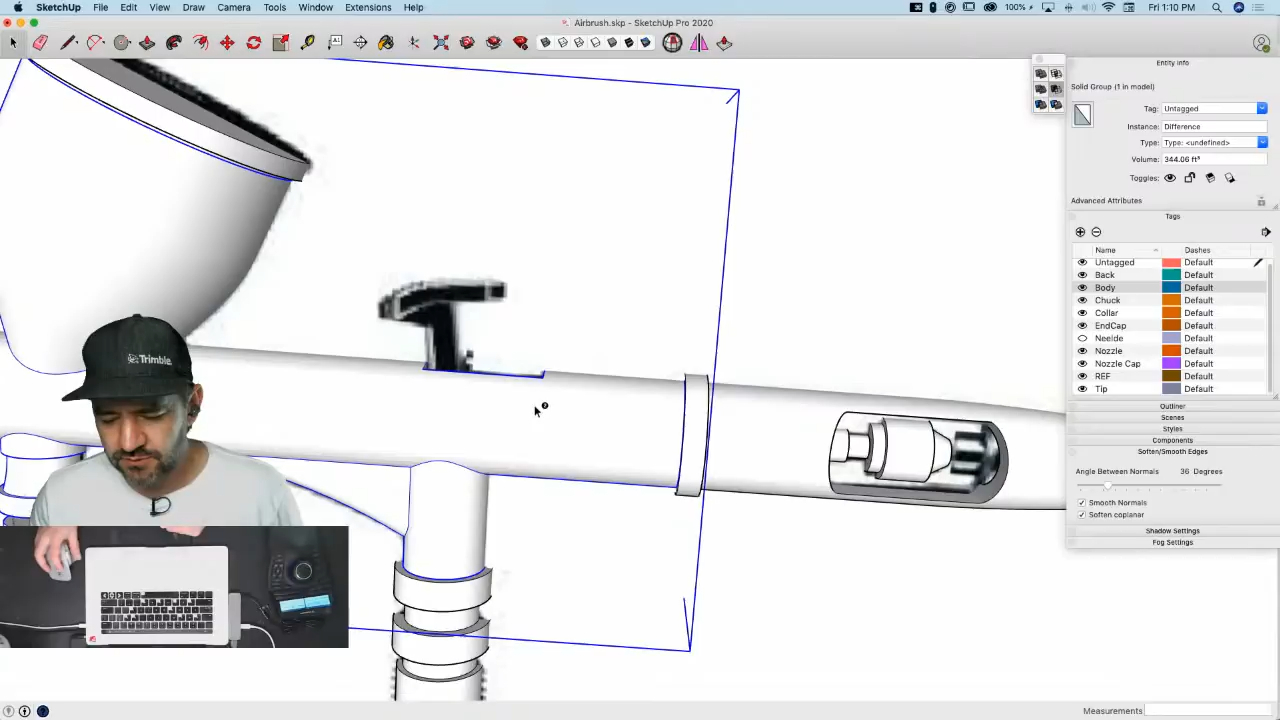 SketchUp File Edit View Draw Camera Tools Window Extensions Help
100% Fri 1:10 PM
Airbrush.skp - SketchUp Pro 2020
Entity Info
Solid Group (1 in model)
Tag: Untagged
Instance: Difference
Type: Type: <undefined>
Volume: 344.06 ft³
Toggles:
Advanced Attributes
Tags
Name Dashes
Untagged Default
Back Default
Body Default
Chuck Default
Collar Default
EndCap Default
Neelde Default
Nozzle Default
Nozzle Cap Default
REF Default
Tip Default
Outliner
Scenes
Styles
Components
Soften/Smooth Edges
Angle Between Normals 36 Degrees
Smooth Normals
Soften coplanar
Shadow Settings
Fog Settings
Trimble
Measurements